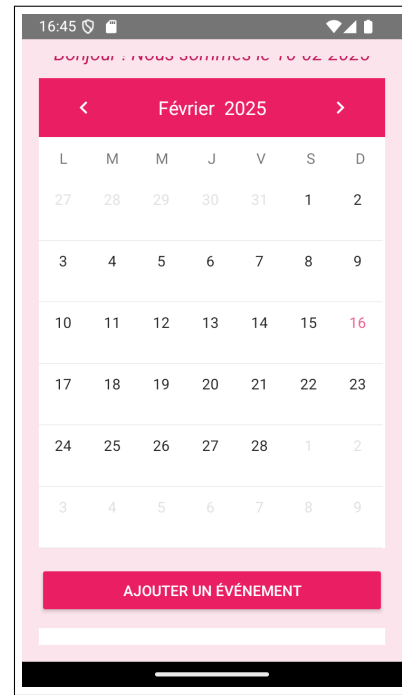 16:45
Bonjour ! Nous sommes le 16-02-2025
Février 2025
L M M J V S D
27 28 29 30 31 1 2
3 4 5 6 7 8 9
10 11 12 13 14 15 16
17 18 19 20 21 22 23
24 25 26 27 28 1 2
3 4 5 6 7 8 9
AJOUTER UN ÉVÉNEMENT